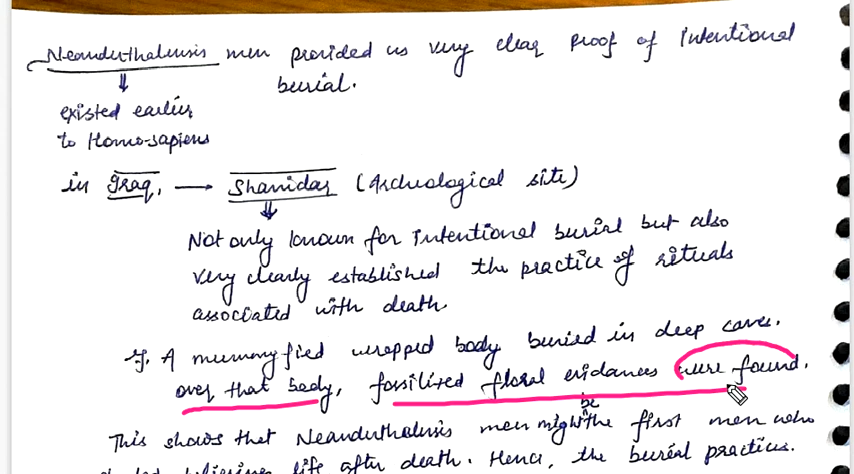 Neanderthalensis men provided us very clear proof of intentional
burial.
existed earlier
to Homo-sapiens
in Iraq, → Shanidar (Archeological site)
Not only known for intentional burial but also
very clearly established the practice of rituals
associated with death.
A mummyfied wrapped body buried in deep caves.
over that body, fossilized floral evidances were found.
be
This shows that Neanderthalensis men might the first men who
believing life after death. Hence, the burial practices.